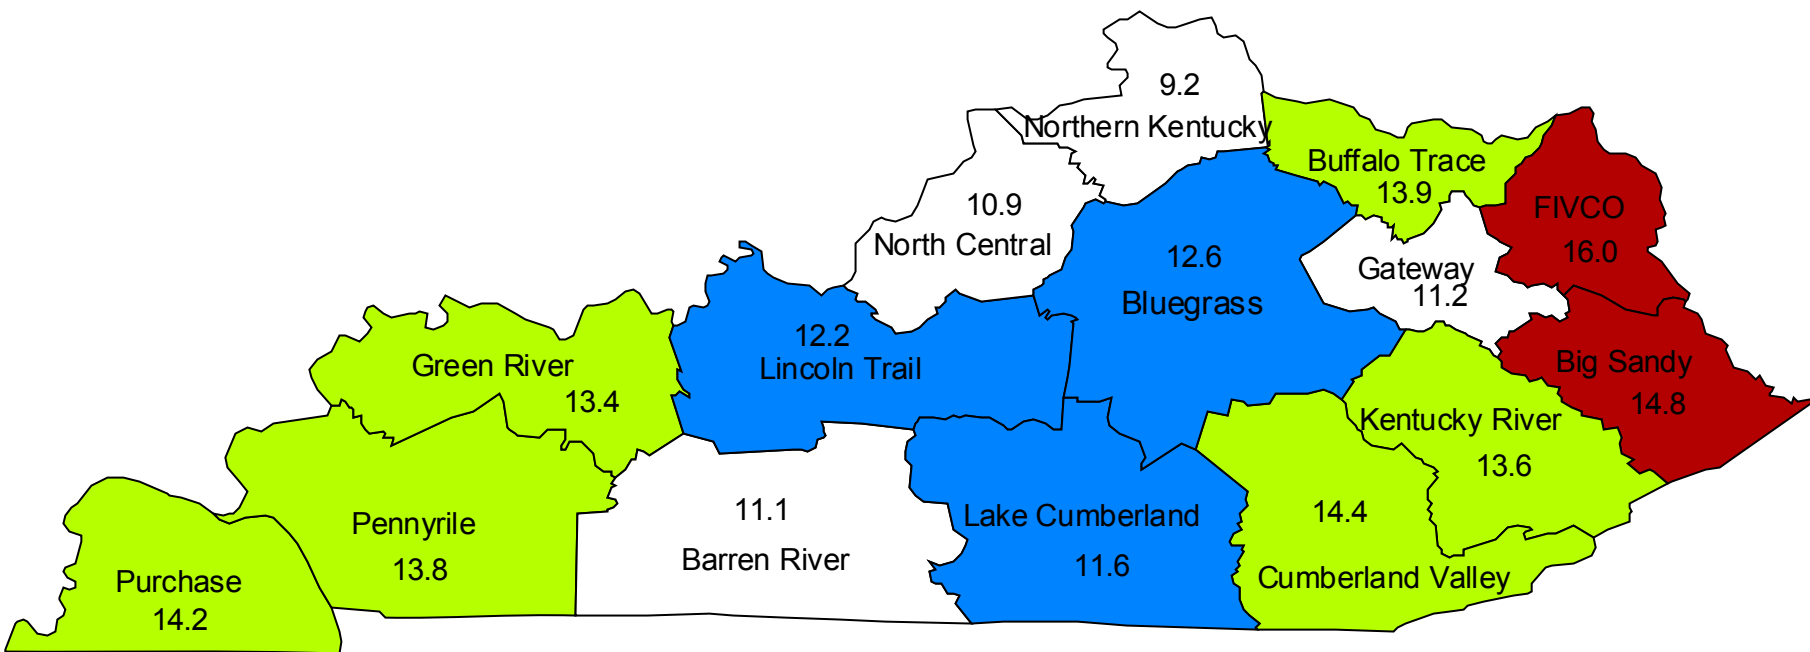 9.2
Northern Kentucky
Buffalo Trace
13.9
FIVCO
16.0
10.9
North Central
12.6
Bluegrass
Gateway
11.2
12.2
Lincoln Trail
Green River
13.4
Big Sandy
14.8
Kentucky River
13.6
11.1
Barren River
Lake Cumberland
11.6
14.4
Cumberland Valley
Pennyrile
13.8
Purchase
14.2